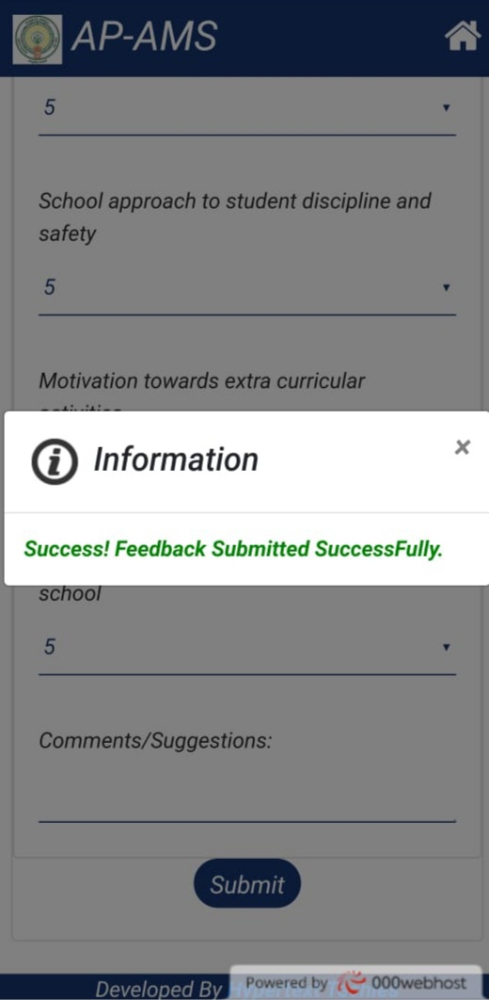 AP-AMS
5
School approach to student discipline and
safety
5
Motivation towards extra curricular
activities
Information
×
Success! Feedback Submitted SuccessFully.
school
5
Comments/Suggestions:
Submit
Developed By
Powered by 000webhost